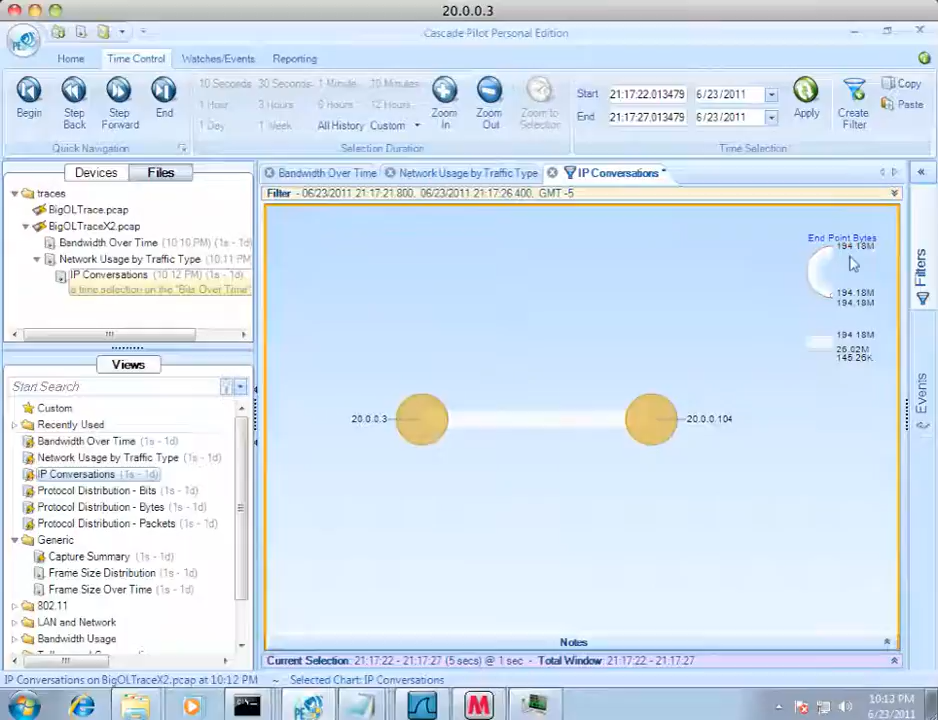 20.0.0.3
Cascade Pilot Personal Edition
Home Time Control Watches/Events Reporting
Begin Step Back Step Forward End
Quick Navigation
10 Seconds 30 Seconds 1 Minute 10 Minutes
1 Hour 3 Hours 6 Hours 12 Hours
1 Day 1 Week All History Custom
Zoom In Zoom Out Zoom to Selection
Selection Duration
Start 21:17:22.013479 6/23/2011
End 21:17:27.013479 6/23/2011
Apply
Create Filter
Copy
Paste
Time Selection
Devices Files
traces
BigOLTrace.pcap
BigOLTraceX2.pcap
Bandwidth Over Time (10:10 PM) (1s - 1d)
Network Usage by Traffic Type (10:11 PM)
IP Conversations (10:12 PM) (1s - 1d)
a time selection on the "Bits Over Time"
Views
Start Search
Custom
Recently Used
Bandwidth Over Time (1s - 1d)
Network Usage by Traffic Type (1s - 1d)
IP Conversations (1s - 1d)
Protocol Distribution - Bits (1s - 1d)
Protocol Distribution - Bytes (1s - 1d)
Protocol Distribution - Packets (1s - 1d)
Generic
Capture Summary (1s - 1d)
Frame Size Distribution (1s - 1d)
Frame Size Over Time (1s - 1d)
802.11
LAN and Network
Bandwidth Usage
Bandwidth Over Time Network Usage by Traffic Type IP Conversations *
Filter - 06/23/2011 21:17:21.800, 06/23/2011 21:17:26.400, GMT -5
End Point Bytes
194.18M
194.18M
194.18M
194.18M
26.02M
145.26K
20.0.0.3
20.0.0.104
Notes
Current Selection: 21:17:22 - 21:17:27 (5 secs) @ 1 sec - Total Window: 21:17:22 - 21:17:27
Filters
Events
IP Conversations on BigOLTraceX2.pcap at 10:12 PM ~ Selected Chart: IP Conversations
10:13 PM
6/23/2011